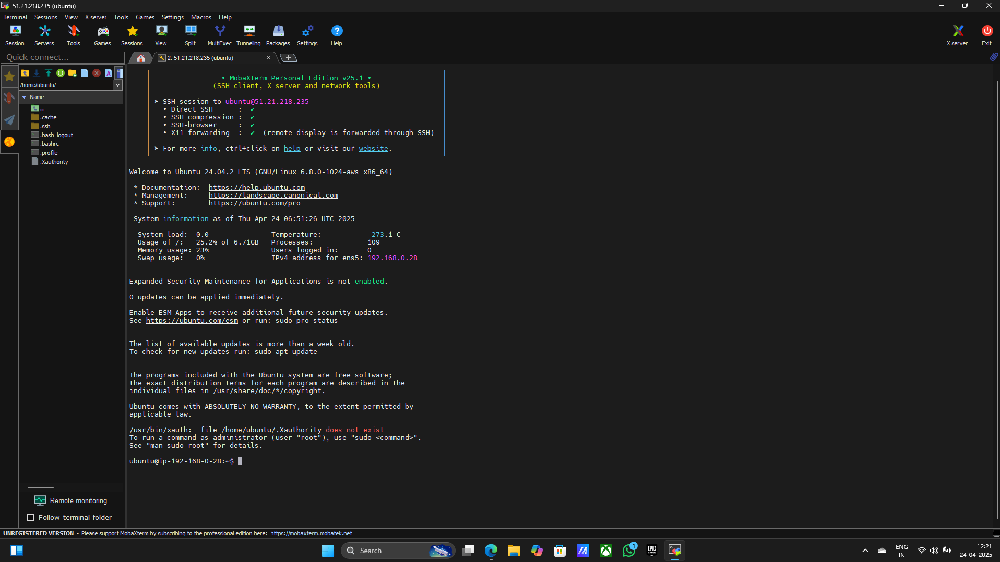 51.21.218.235 (ubuntu)
Terminal Sessions View X server Tools Games Settings Macros Help
Session Servers Tools Games Sessions View Split MultiExec Tunneling Packages Settings Help X server Exit
Quick connect...
2. 51.21.218.235 (ubuntu)
/home/ubuntu/
Name
..
.cache
.ssh
.bash_logout
.bashrc
.profile
.Xauthority
• MobaXterm Personal Edition v25.1 •
(SSH client, X server and network tools)
➤ SSH session to ubuntu@51.21.218.235
• Direct SSH : ✔
• SSH compression : ✔
• SSH-browser : ✔
• X11-forwarding : ✔ (remote display is forwarded through SSH)
➤ For more info, ctrl+click on help or visit our website.
Welcome to Ubuntu 24.04.2 LTS (GNU/Linux 6.8.0-1024-aws x86_64)
* Documentation: https://help.ubuntu.com
* Management: https://landscape.canonical.com
* Support: https://ubuntu.com/pro
System information as of Thu Apr 24 06:51:26 UTC 2025
System load: 0.0 Temperature: -273.1 C
Usage of /: 25.2% of 6.71GB Processes: 109
Memory usage: 23% Users logged in: 0
Swap usage: 0% IPv4 address for ens5: 192.168.0.28
Expanded Security Maintenance for Applications is not enabled.
0 updates can be applied immediately.
Enable ESM Apps to receive additional future security updates.
See https://ubuntu.com/esm or run: sudo pro status
The list of available updates is more than a week old.
To check for new updates run: sudo apt update
The programs included with the Ubuntu system are free software;
the exact distribution terms for each program are described in the
individual files in /usr/share/doc/*/copyright.
Ubuntu comes with ABSOLUTELY NO WARRANTY, to the extent permitted by
applicable law.
/usr/bin/xauth: file /home/ubuntu/.Xauthority does not exist
To run a command as administrator (user "root"), use "sudo <command>".
See "man sudo_root" for details.
ubuntu@ip-192-168-0-28:~$
Remote monitoring
Follow terminal folder
UNREGISTERED VERSION - Please support MobaXterm by subscribing to the professional edition here: https://mobaxterm.mobatek.net
Search
1
EPIC
GAMES
ENG
IN
12:21
24-04-2025